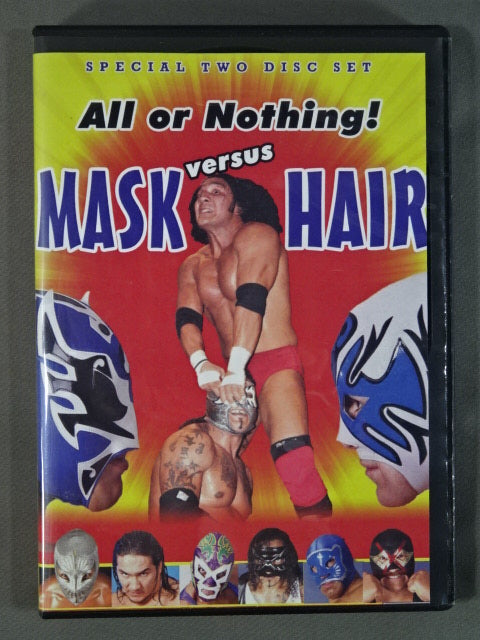 SPECIAL TWO DISC SET
All or Nothing!
MASK versus HAIR